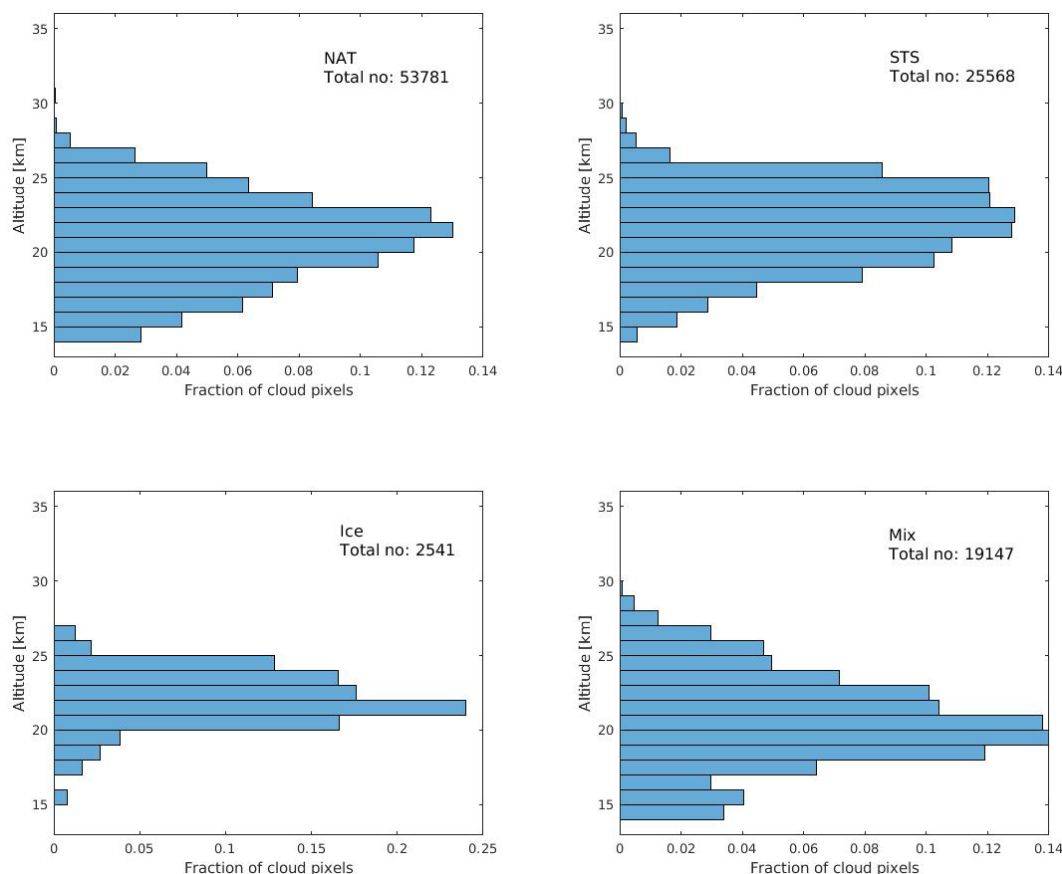 NAT
Total no: 53781
Altitude [km]
35
30
25
20
15
0 0.02 0.04 0.06 0.08 0.1 0.12 0.14
Fraction of cloud pixels
STS
Total no: 25568
Altitude [km]
35
30
25
20
15
0 0.02 0.04 0.06 0.08 0.1 0.12 0.14
Fraction of cloud pixels
Ice
Total no: 2541
Altitude [km]
35
30
25
20
15
0 0.05 0.1 0.15 0.2 0.25
Fraction of cloud pixels
Mix
Total no: 19147
Altitude [km]
35
30
25
20
15
0 0.02 0.04 0.06 0.08 0.1 0.12 0.14
Fraction of cloud pixels